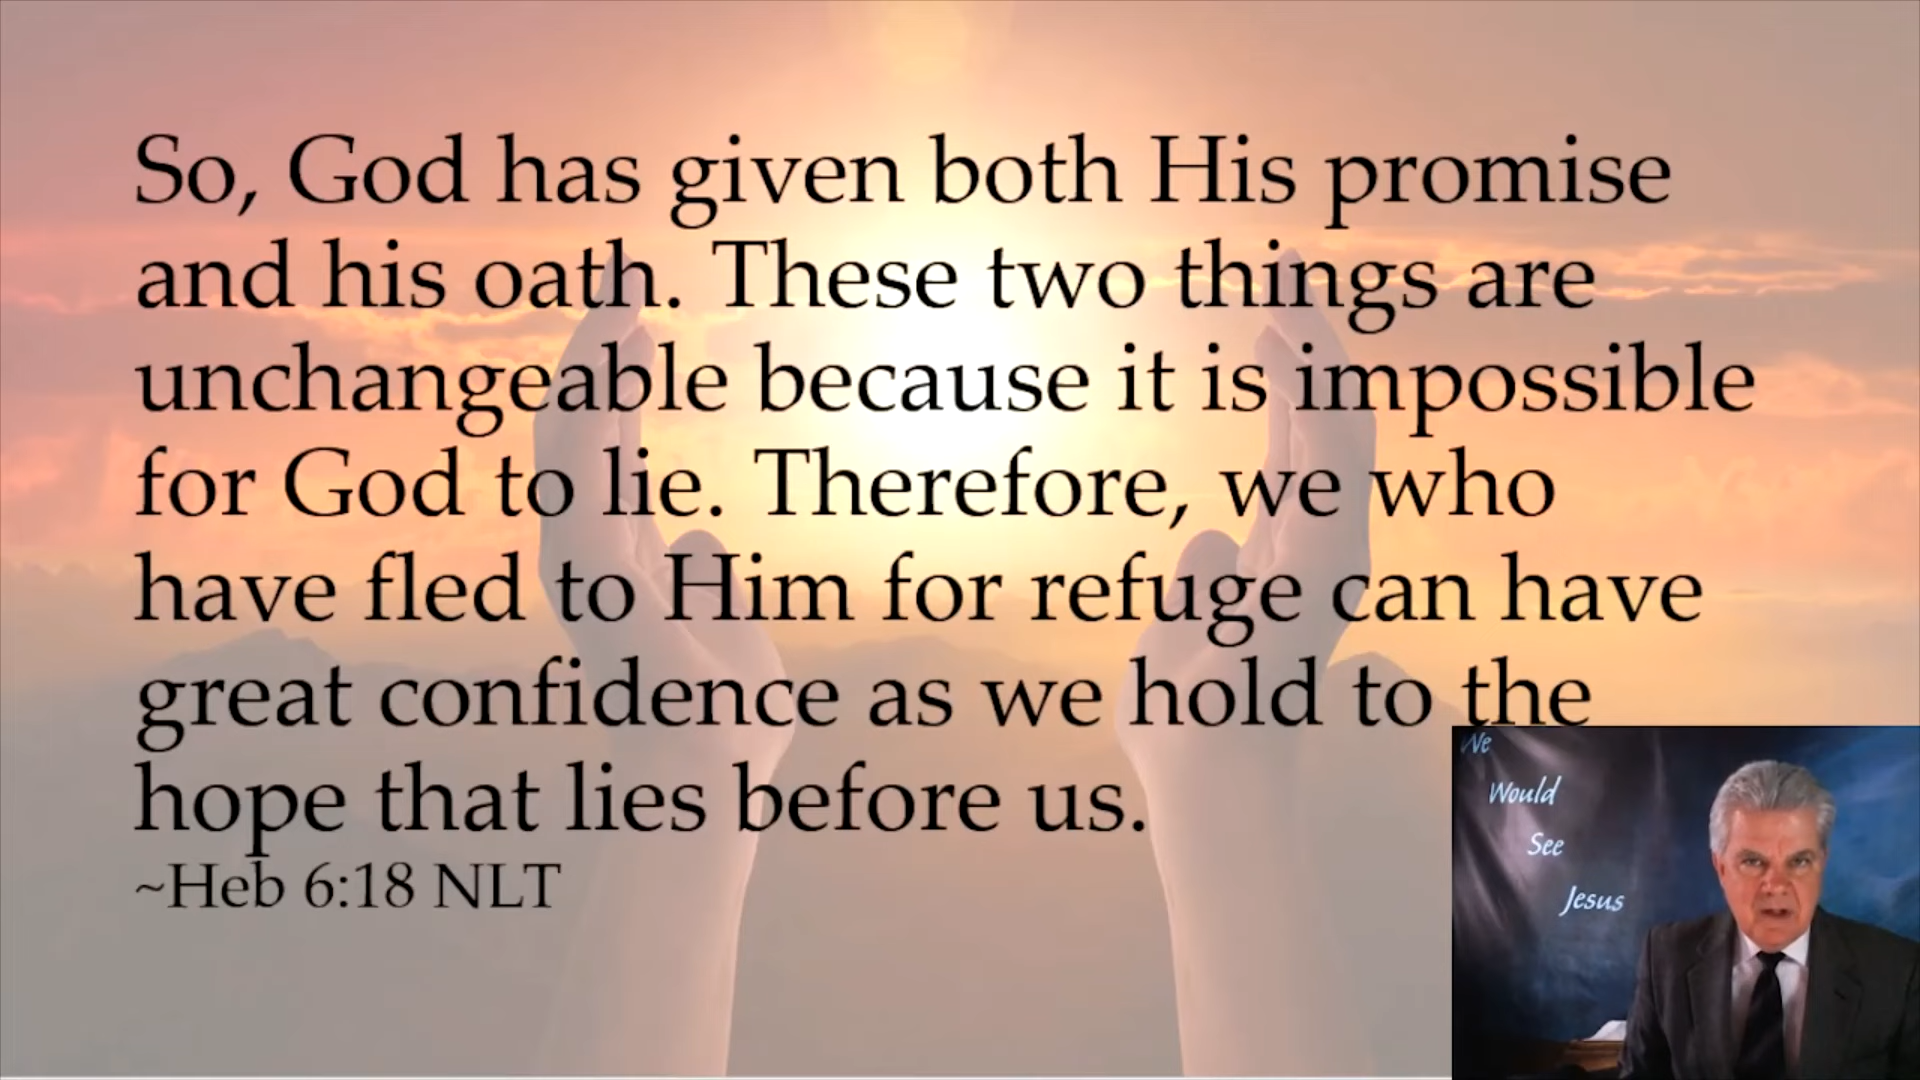 So, God has given both His promise
and his oath. These two things are
unchangeable because it is impossible
for God to lie. Therefore, we who
have fled to Him for refuge can have
great confidence as we hold to the
hope that lies before us.
~Heb 6:18 NLT
We
Would
See
Jesus